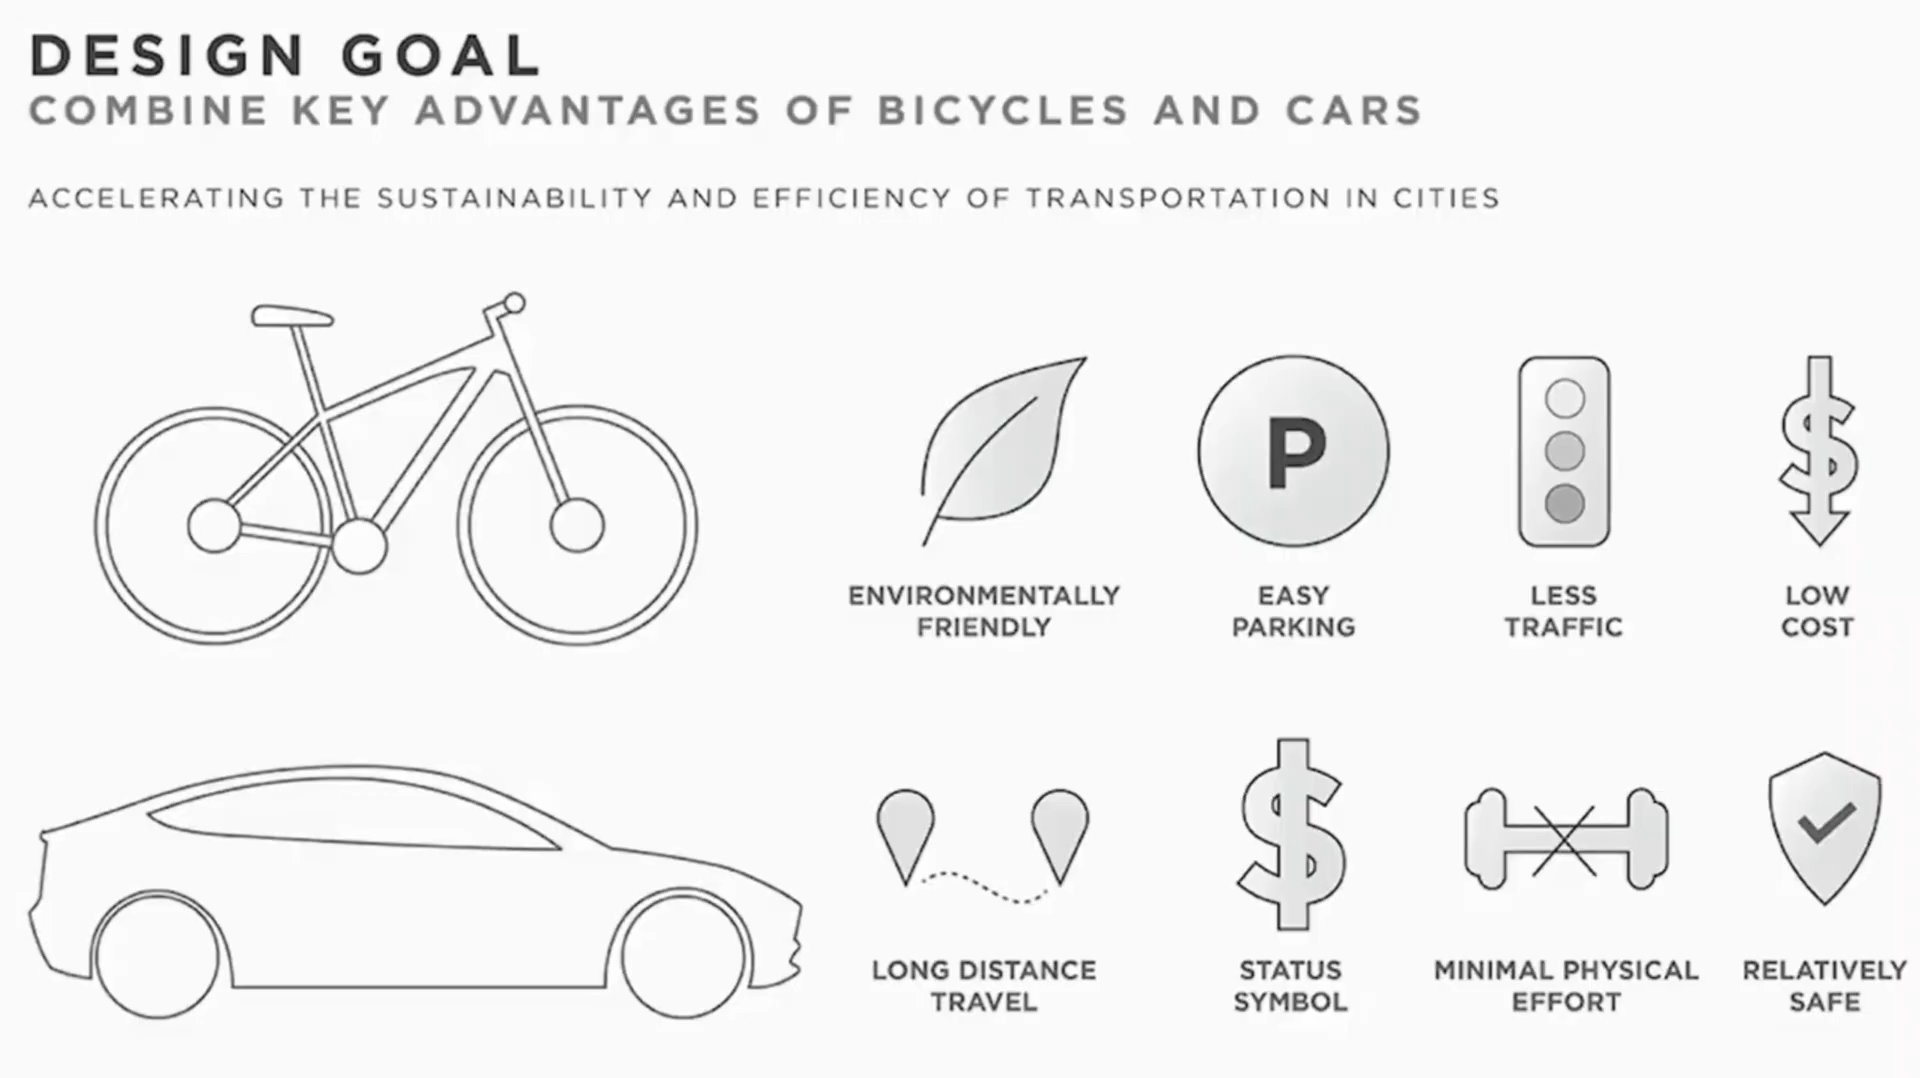 DESIGN GOAL
COMBINE KEY ADVANTAGES OF BICYCLES AND CARS
ACCELERATING THE SUSTAINABILITY AND EFFICIENCY OF TRANSPORTATION IN CITIES
P
$
ENVIRONMENTALLY
FRIENDLY
EASY
PARKING
LESS
TRAFFIC
LOW
COST
$
LONG DISTANCE
TRAVEL
STATUS
SYMBOL
MINIMAL PHYSICAL
EFFORT
RELATIVELY
SAFE